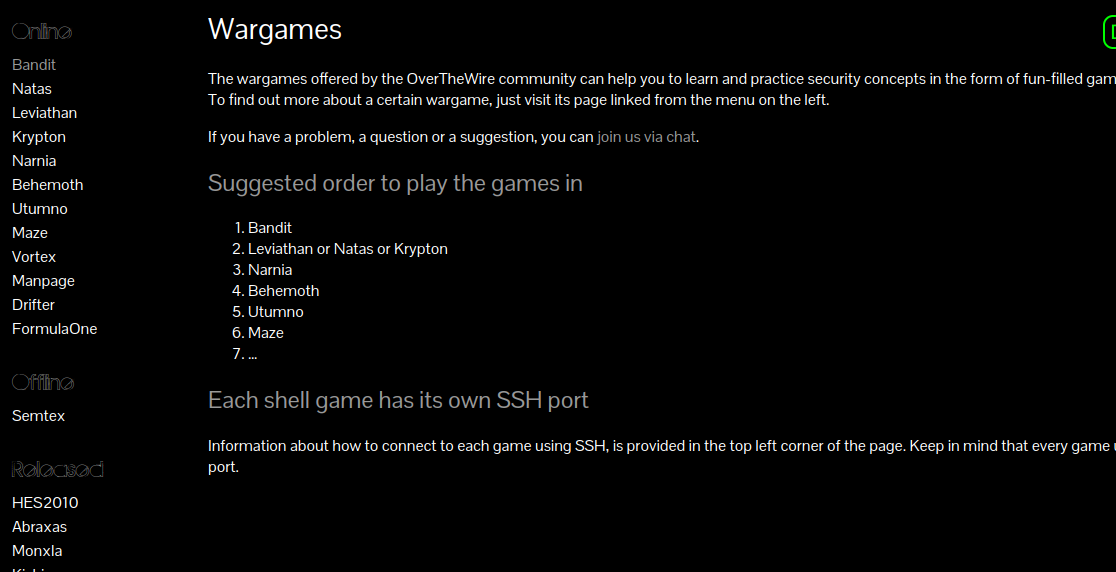 Online
Bandit
Natas
Leviathan
Krypton
Narnia
Behemoth
Utumno
Maze
Vortex
Manpage
Drifter
FormulaOne
Offline
Semtex
Released
HES2010
Abraxas
Monxla
Wargames
The wargames offered by the OverTheWire community can help you to learn and practice security concepts in the form of fun-filled gam
To find out more about a certain wargame, just visit its page linked from the menu on the left.
If you have a problem, a question or a suggestion, you can join us via chat.
Suggested order to play the games in
1. Bandit
2. Leviathan or Natas or Krypton
3. Narnia
4. Behemoth
5. Utumno
6. Maze
7. ...
Each shell game has its own SSH port
Information about how to connect to each game using SSH, is provided in the top left corner of the page. Keep in mind that every game
port.